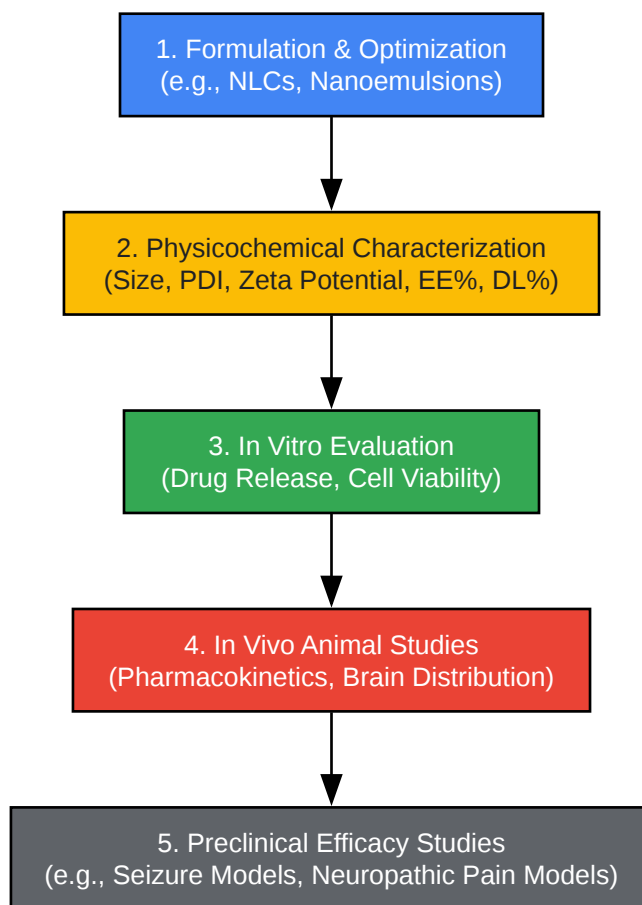 1. Formulation & Optimization
(e.g., NLCs, Nanoemulsions)
2. Physicochemical Characterization
(Size, PDI, Zeta Potential, EE%, DL%)
3. In Vitro Evaluation
(Drug Release, Cell Viability)
4. In Vivo Animal Studies
(Pharmacokinetics, Brain Distribution)
5. Preclinical Efficacy Studies
(e.g., Seizure Models, Neuropathic Pain Models)